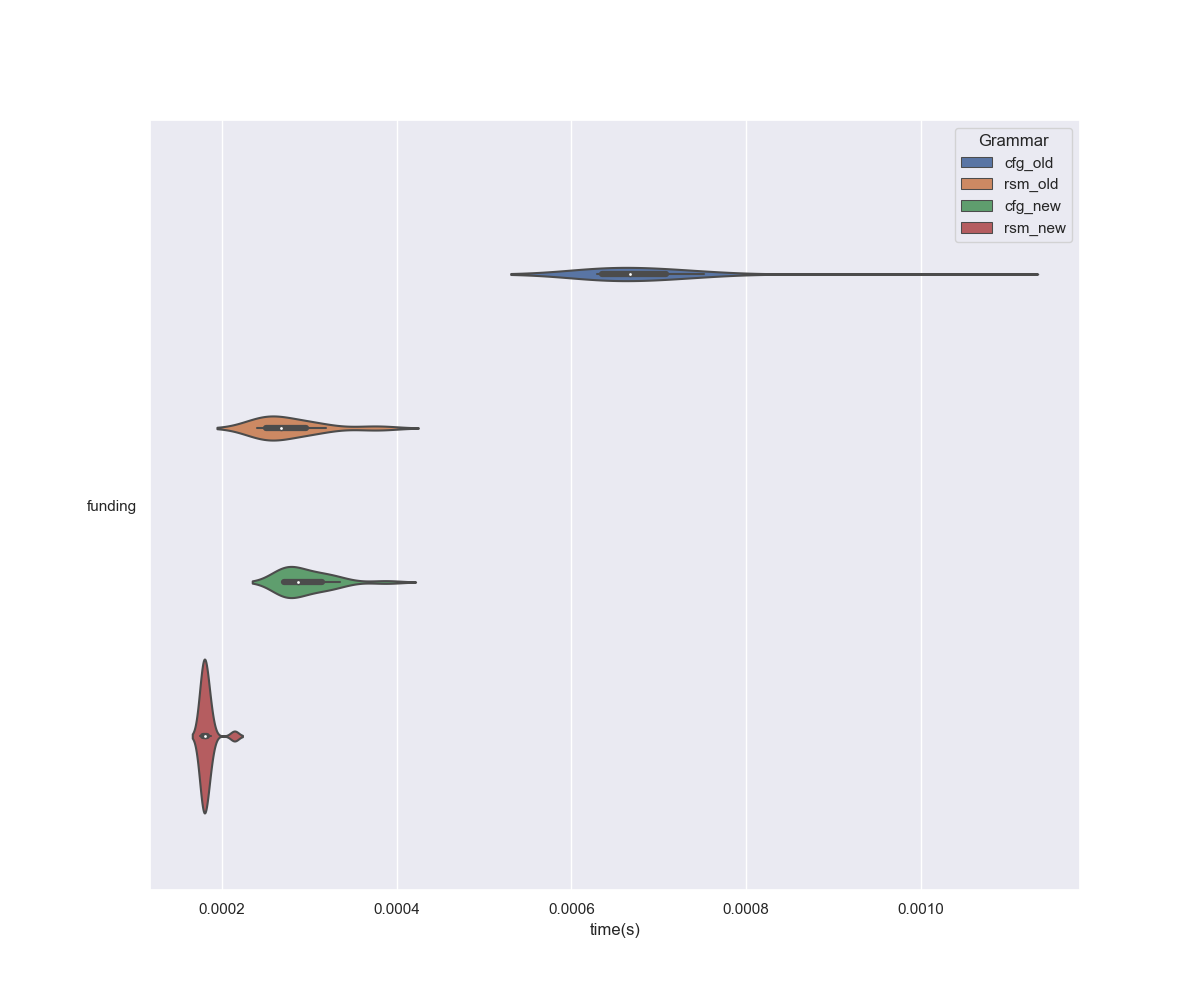 Grammar
cfg_old
rsm_old
cfg_new
rsm_new
funding
0.0002 0.0004 0.0006 0.0008 0.0010
time(s)